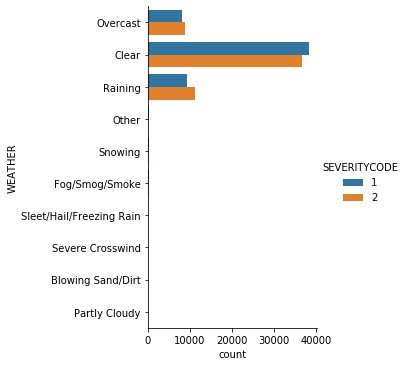 Overcast
Clear
Raining
Other
Snowing
Fog/Smog/Smoke
Sleet/Hail/Freezing Rain
Severe Crosswind
Blowing Sand/Dirt
Partly Cloudy
WEATHER
0 10000 20000 30000 40000
count
SEVERITYCODE
1
2